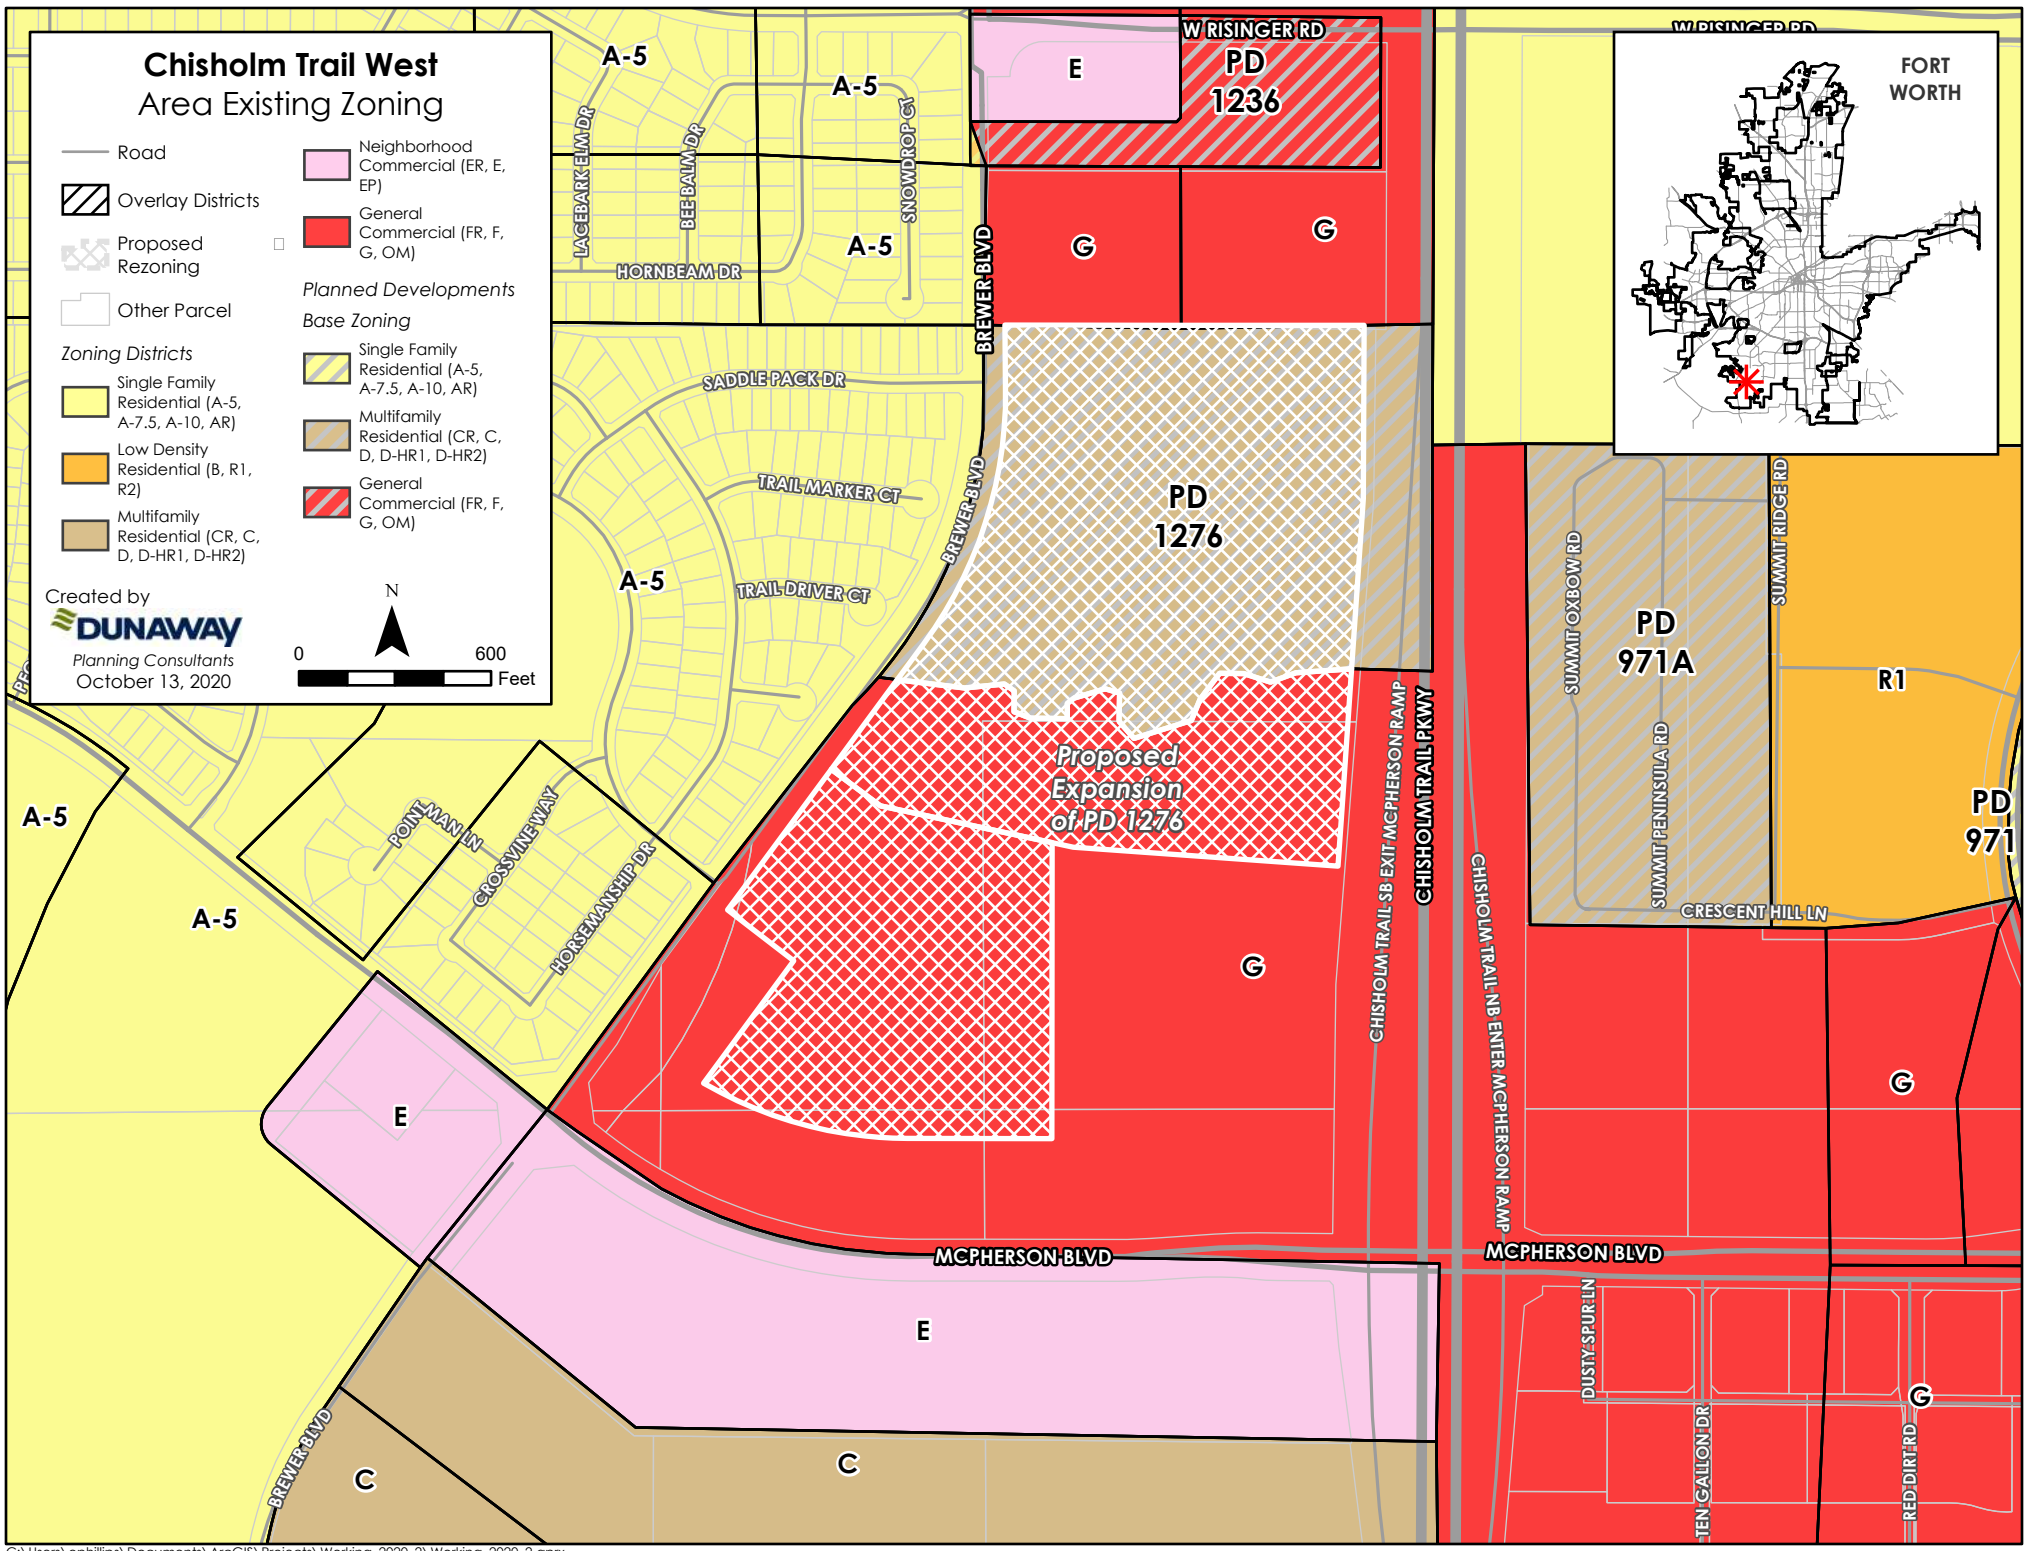 Chisholm Trail West
Area Existing Zoning
Road
Overlay Districts
Proposed
Rezoning
Other Parcel
Zoning Districts
Single Family
Residential (A-5,
A-7.5, A-10, AR)
Low Density
Residential (B, R1,
R2)
Multifamily
Residential (CR, C,
D, D-HR1, D-HR2)
Neighborhood
Commercial (ER, E,
EP)
General
Commercial (FR, F,
G, OM)
Planned Developments
Base Zoning
Single Family
Residential (A-5,
A-7.5, A-10, AR)
Multifamily
Residential (CR, C,
D, D-HR1, D-HR2)
General
Commercial (FR, F,
G, OM)
Created by
DUNAWAY
Planning Consultants
October 13, 2020
N
0 600
Feet
FORT
WORTH
W RISINGER RD
W RISINGER RD
A-5
A-5
A-5
E
PD
1236
LACEBARK ELM DR
BEE BALM DR
SNOWDROP CT
HORNBEAM DR
BREWER BLVD
G
G
SADDLE PACK DR
TRAIL MARKER CT
BREWER BLVD
TRAIL DRIVER CT
A-5
PD
1276
Proposed
Expansion
of PD 1276
CHISHOLM TRAIL SB EXIT MCPHERSON RAMP
CHISHOLM TRAIL PKWY
CHISHOLM TRAIL NB ENTER MCPHERSON RAMP
SUMMIT OXBOW RD
PD
971A
SUMMIT PENINSULA RD
SUMMIT RIDGE RD
R1
CRESCENT HILL LN
PD
971
A-5
A-5
POINT MAN LN
CROSSVINE WAY
HORSEMANSHIP DR
G
G
E
MCPHERSON BLVD
MCPHERSON BLVD
E
DUSTY SPUR LN
TEN GALLON DR
RED DIRT RD
G
BREWER BLVD
C
C